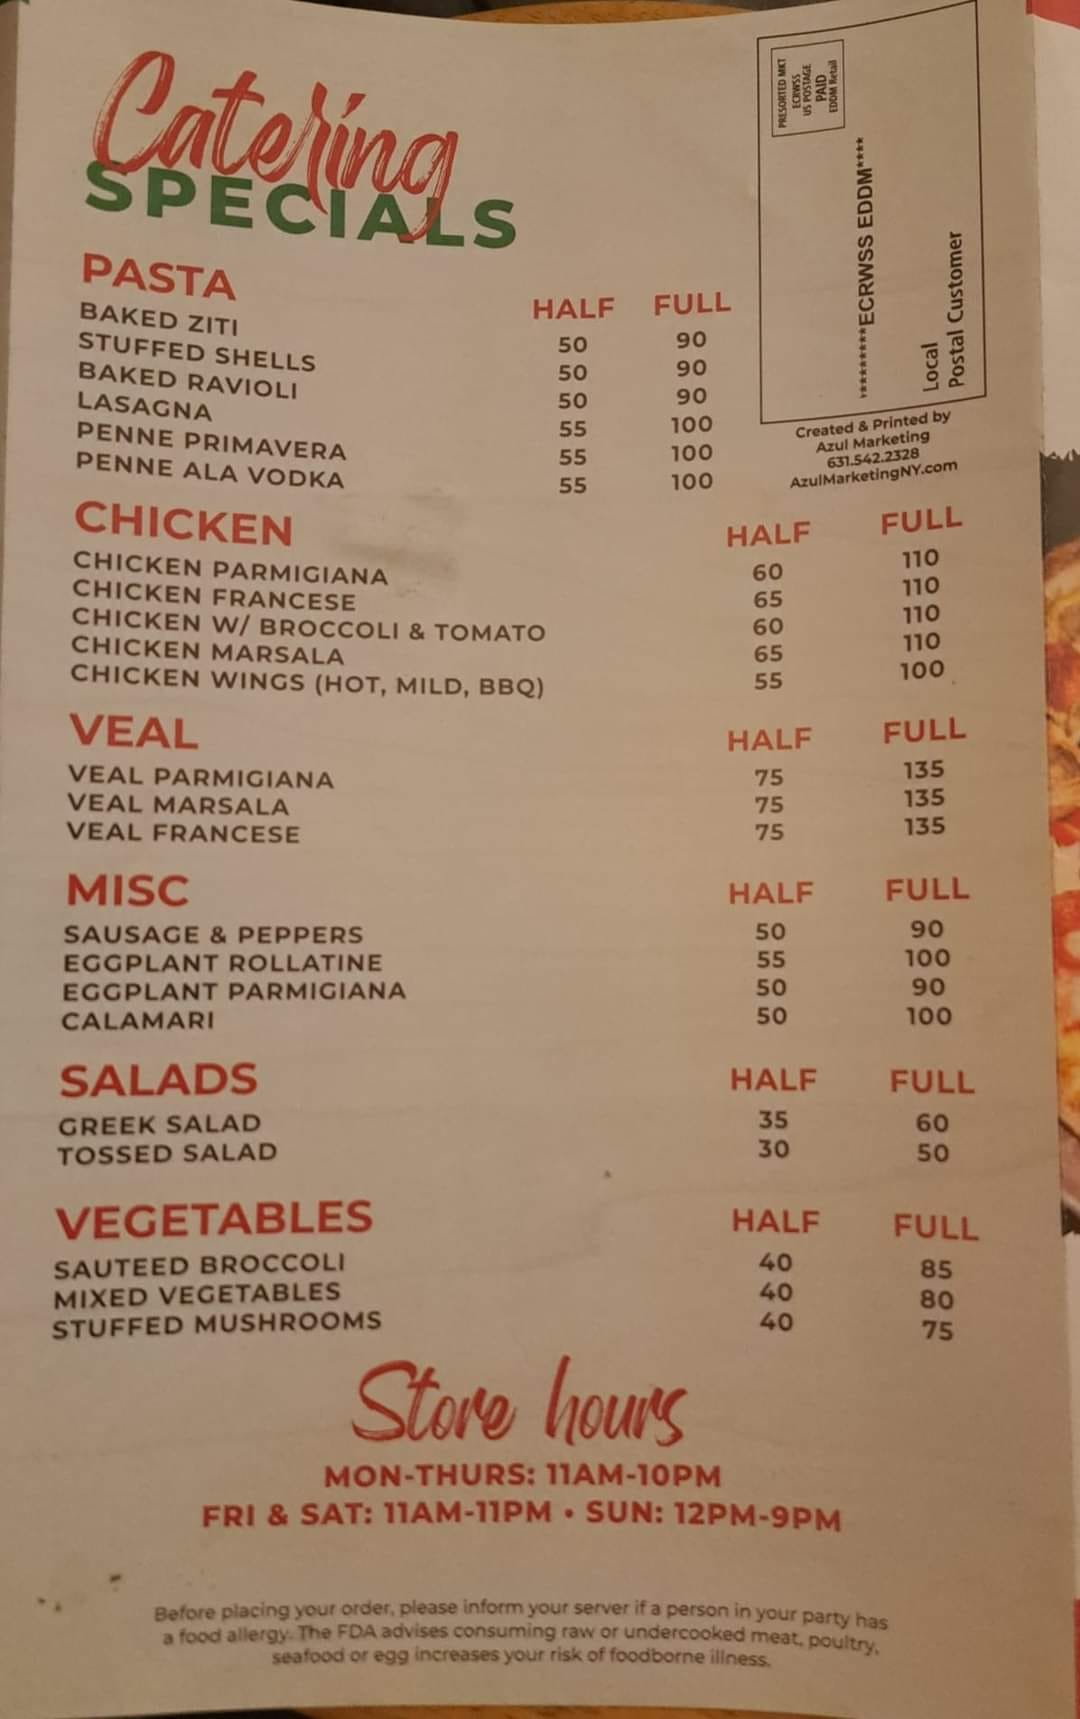 Catering
SPECIALS
PRESORTED MKT
ECRWSS
US POSTAGE
PAID
EDDM Retail
*********ECRWSS EDDM****
Local
Postal Customer
Created & Printed by
Azul Marketing
631.542.2328
AzulMarketingNY.com
PASTA HALF FULL
BAKED ZITI 50 90
STUFFED SHELLS 50 90
BAKED RAVIOLI 50 90
LASAGNA 55 100
PENNE PRIMAVERA 55 100
PENNE ALA VODKA 55 100
CHICKEN HALF FULL
CHICKEN PARMIGIANA 60 110
CHICKEN FRANCESE 65 110
CHICKEN W/ BROCCOLI & TOMATO 60 110
CHICKEN MARSALA 65 110
CHICKEN WINGS (HOT, MILD, BBQ) 55 100
VEAL HALF FULL
VEAL PARMIGIANA 75 135
VEAL MARSALA 75 135
VEAL FRANCESE 75 135
MISC HALF FULL
SAUSAGE & PEPPERS 50 90
EGGPLANT ROLLATINE 55 100
EGGPLANT PARMIGIANA 50 90
CALAMARI 50 100
SALADS HALF FULL
GREEK SALAD 35 60
TOSSED SALAD 30 50
VEGETABLES HALF FULL
SAUTEED BROCCOLI 40 85
MIXED VEGETABLES 40 80
STUFFED MUSHROOMS 40 75
Store hours
MON-THURS: 11AM-10PM
FRI & SAT: 11AM-11PM • SUN: 12PM-9PM
Before placing your order, please inform your server if a person in your party has
a food allergy. The FDA advises consuming raw or undercooked meat, poultry,
seafood or egg increases your risk of foodborne illness.